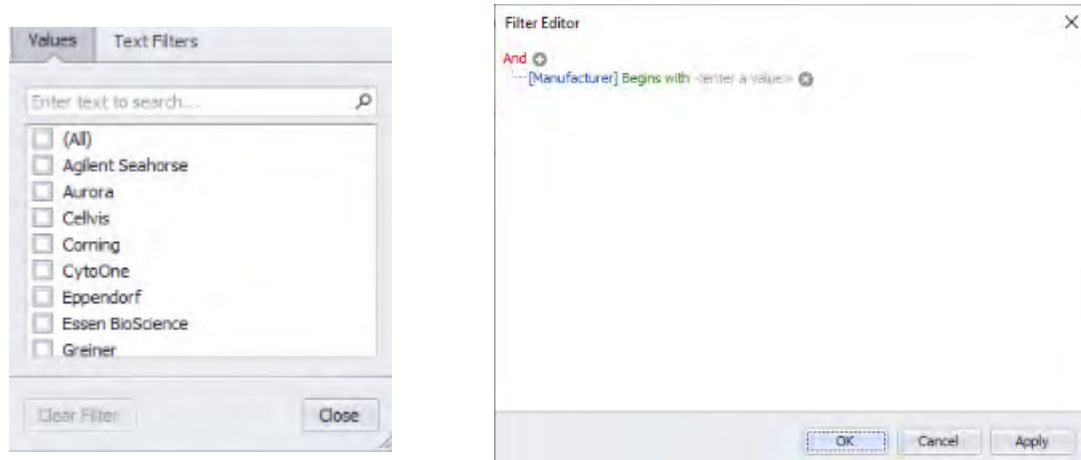 Values Text Filters
Enter text to search...
(All)
Agilent Seahorse
Aurora
Cellvis
Corning
CytoOne
Eppendorf
Essen BioScience
Greiner
Clear Filter Close
Filter Editor
And
[Manufacturer] Begins with <enter a value>
OK Cancel Apply